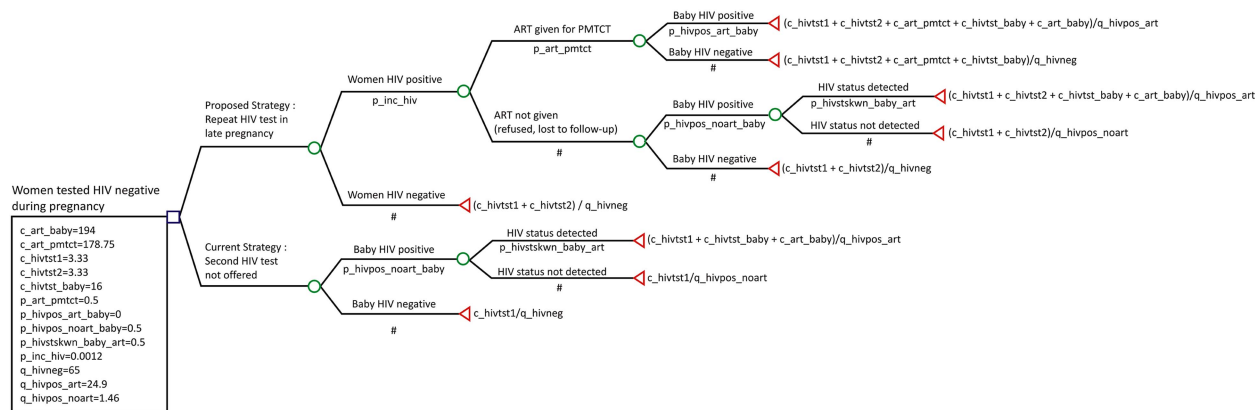 Women tested HIV negative
during pregnancy
c_art_baby=194
c_art_pmtct=178.75
c_hivtst1=3.33
c_hivtst2=3.33
c_hivtst_baby=16
p_art_pmtct=0.5
p_hivpos_art_baby=0
p_hivpos_noart_baby=0.5
p_hivstskwn_baby_art=0.5
p_inc_hiv=0.0012
q_hivneg=65
q_hivpos_art=24.9
q_hivpos_noart=1.46
Proposed Strategy :
Repeat HIV test in
late pregnancy
Women HIV positive
p_inc_hiv
ART given for PMTCT
p_art_pmtct
Baby HIV positive
p_hivpos_art_baby
(c_hivtst1 + c_hivtst2 + c_art_pmtct + c_hivtst_baby + c_art_baby)/q_hivpos_art
Baby HIV negative
#
(c_hivtst1 + c_hivtst2 + c_art_pmtct + c_hivtst_baby)/q_hivneg
ART not given
(refused, lost to follow-up)
#
Baby HIV positive
p_hivpos_noart_baby
HIV status detected
p_hivstskwn_baby_art
(c_hivtst1 + c_hivtst2 + c_hivtst_baby + c_art_baby)/q_hivpos_art
HIV status not detected
#
(c_hivtst1 + c_hivtst2)/q_hivpos_noart
Baby HIV negative
#
(c_hivtst1 + c_hivtst2)/q_hivneg
Women HIV negative
#
(c_hivtst1 + c_hivtst2) / q_hivneg
Current Strategy :
Second HIV test
not offered
Baby HIV positive
p_hivpos_noart_baby
HIV status detected
p_hivstskwn_baby_art
(c_hivtst1 + c_hivtst_baby + c_art_baby)/q_hivpos_art
HIV status not detected
#
c_hivtst1/q_hivpos_noart
Baby HIV negative
#
c_hivtst1/q_hivneg